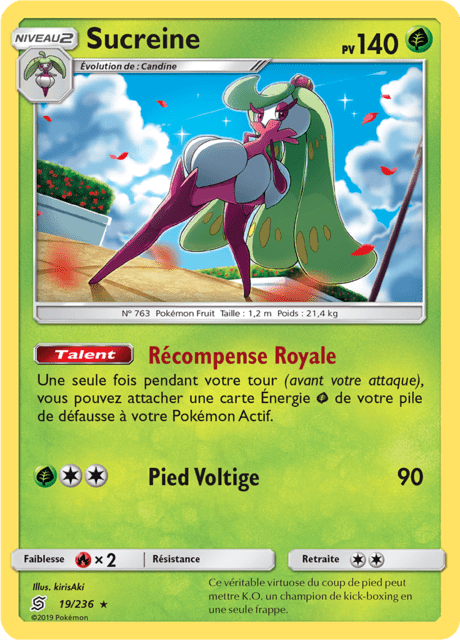 NIVEAU2
Sucreine
PV140
Évolution de : Candine
N° 763 Pokémon Fruit Taille : 1,2 m Poids : 21,4 kg
Talent Récompense Royale
Une seule fois pendant votre tour (avant votre attaque),
vous pouvez attacher une carte Énergie de votre pile
de défausse à votre Pokémon Actif.
Pied Voltige 90
Faiblesse ×2 Résistance Retraite
Illus. kirisAki
19/236
©2019 Pokémon
Ce véritable virtuose du coup de pied peut
mettre K.O. un champion de kick-boxing en
une seule frappe.